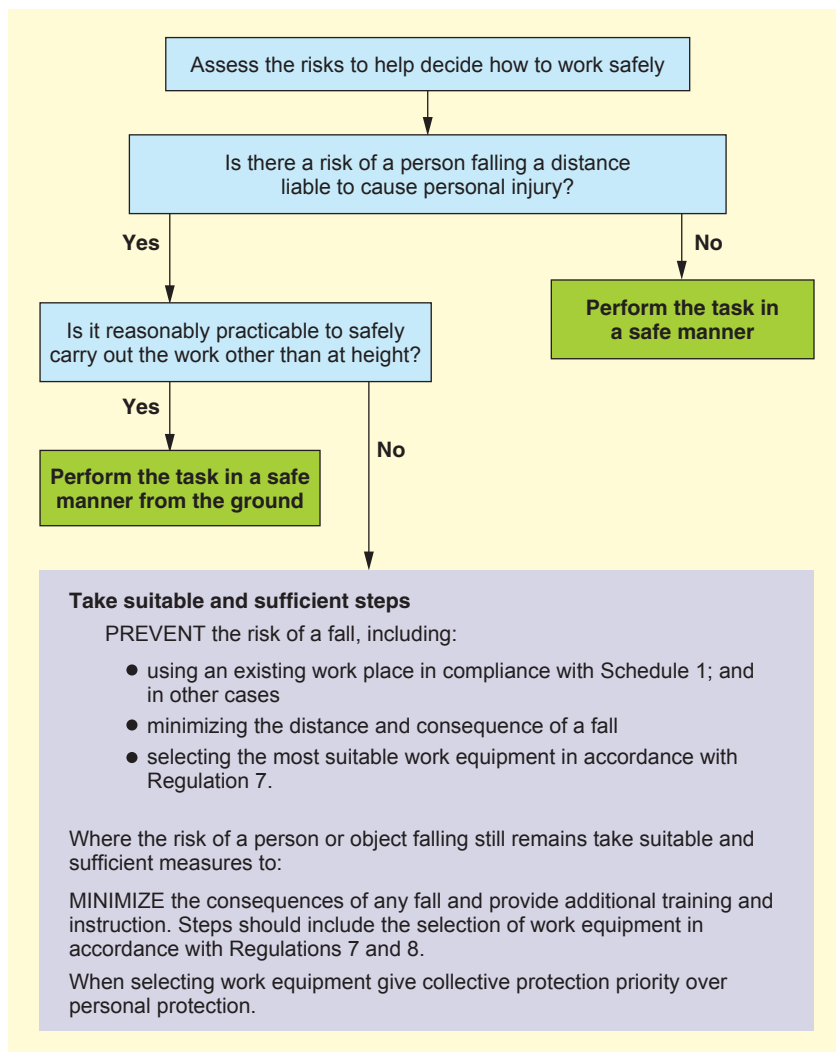 Assess the risks to help decide how to work safely
Is there a risk of a person falling a distance
liable to cause personal injury?
Yes
No
Is it reasonably practicable to safely
carry out the work other than at height?
Perform the task in
a safe manner
Yes
No
Perform the task in a safe
manner from the ground
Take suitable and sufficient steps
PREVENT the risk of a fall, including:
● using an existing work place in compliance with Schedule 1; and
in other cases
● minimizing the distance and consequence of a fall
● selecting the most suitable work equipment in accordance with
Regulation 7.
Where the risk of a person or object falling still remains take suitable and
sufficient measures to:
MINIMIZE the consequences of any fall and provide additional training and
instruction. Steps should include the selection of work equipment in
accordance with Regulations 7 and 8.
When selecting work equipment give collective protection priority over
personal protection.